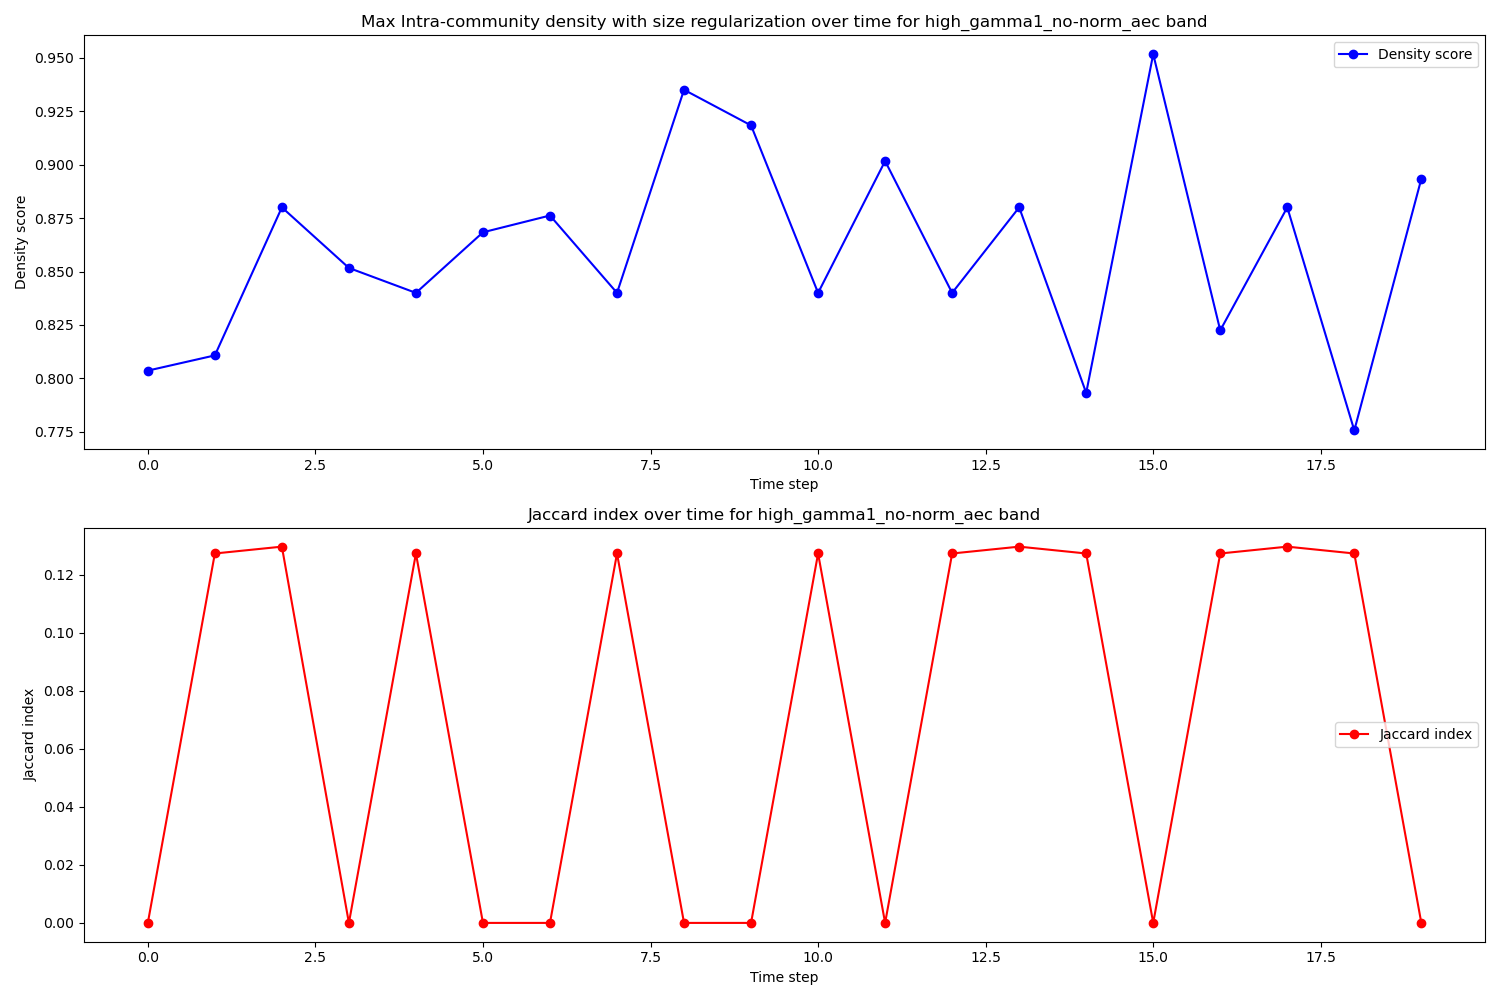 Max Intra-community density with size regularization over time for high_gamma1_no-norm_aec band
Density score
0.950
0.925
0.900
0.875
0.850
0.825
0.800
0.775
Density score
0.0 2.5 5.0 7.5 10.0 12.5 15.0 17.5
Time step
Jaccard index over time for high_gamma1_no-norm_aec band
0.12
0.10
0.08
0.06
0.04
0.02
0.00
Jaccard index
Jaccard index
0.0 2.5 5.0 7.5 10.0 12.5 15.0 17.5
Time step